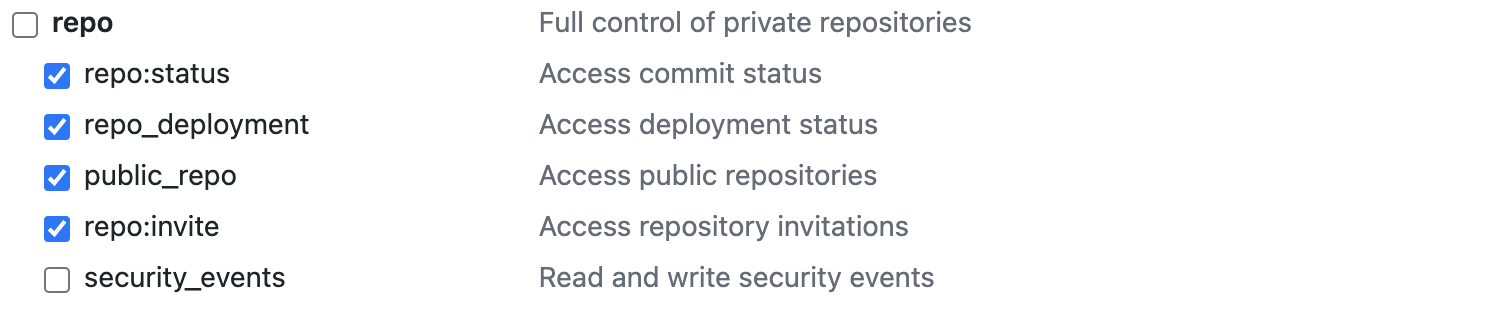 repo Full control of private repositories
repo:status Access commit status
repo_deployment Access deployment status
public_repo Access public repositories
repo:invite Access repository invitations
security_events Read and write security events